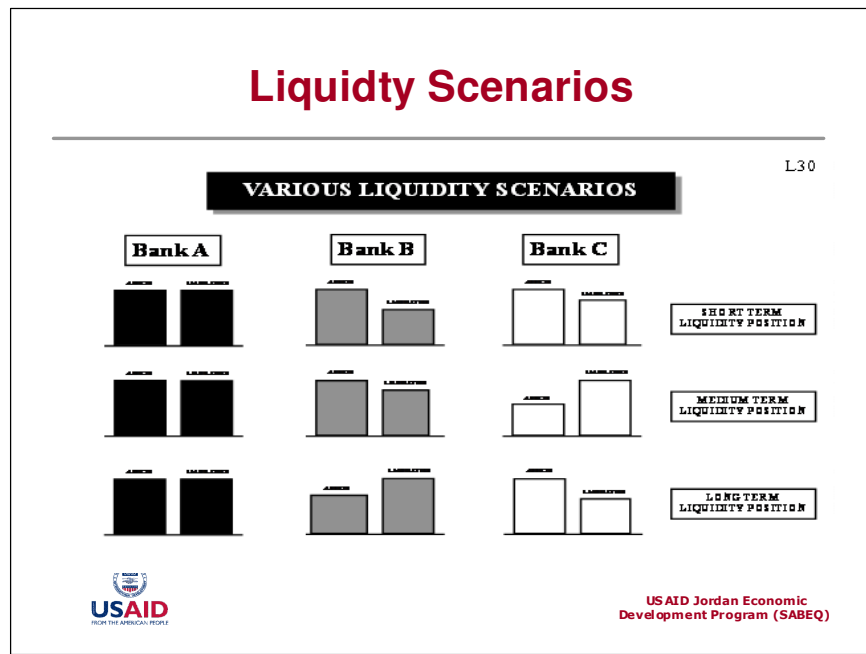 Liquidty Scenarios
L30
VARIOUS LIQUIDITY SCENARIOS
Bank A
Bank B
Bank C
SHORT TERM
LIQUIDITY POSITION
MEDIUM TERM
LIQUIDITY POSITION
LONG TERM
LIQUIDITY POSITION
USAID
FROM THE AMERICAN PEOPLE
USAID Jordan Economic
Development Program (SABEQ)